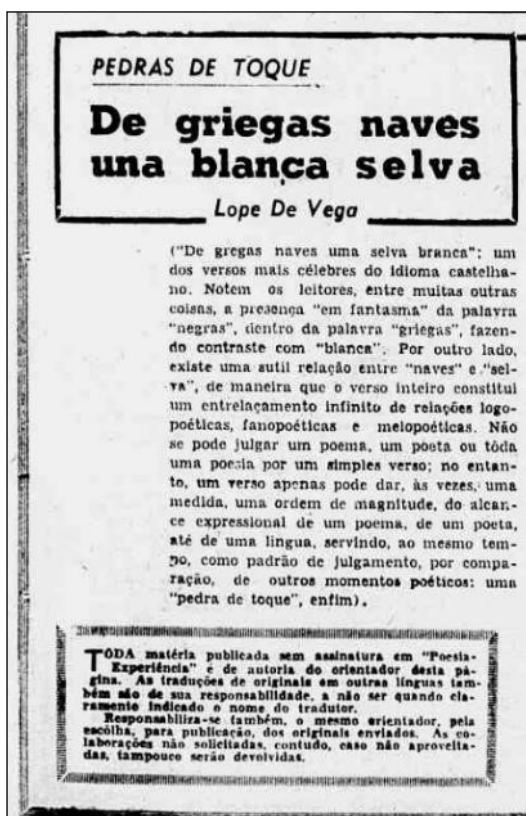 PEDRAS DE TOQUE
De griegas naves
una blanca selva
Lope De Vega
("De gregas naves uma selva branca": um
dos versos mais célebres do idioma castelha-
no. Notem os leitores, entre muitas outras
coisas, a presença "em fantasma" da palavra
"negras", dentro da palavra "griegas", fazen-
do contraste com "blanca". Por outro lado,
existe uma sutil relação entre "naves" e "sel-
va", de maneira que o verso inteiro constitui
um entrelaçamento infinito de relações logo-
poéticas, fanopoéticas e melopoéticas. Não
se pode julgar um poema, um poeta ou tôda
uma poesia por um simples verso; no entan-
to, um verso apenas pode dar, às vezes, uma
medida, uma ordem de magnitude, do alcan-
ce expressional de um poema, de um poeta,
até de uma lingua, servindo, ao mesmo tem-
po, como padrão de julgamento, por compa-
ração, de outros momentos poéticos: uma
"pedra de toque", enfim).
TODA matéria publicada sem assinatura em "Poesia-
Experiência" é de autoria do orientador desta pá-
gina. As traduções de originais em outras línguas tam-
bém são de sua responsabilidade, a não ser quando cla-
ramente indicado o nome do tradutor.
Responsabiliza-se também, o mesmo orientador, pela
escôlha, para publicação, dos originais enviados. As co-
laborações não solicitadas, contudo, caso não aproveita-
das, tampouco serão devolvidas.